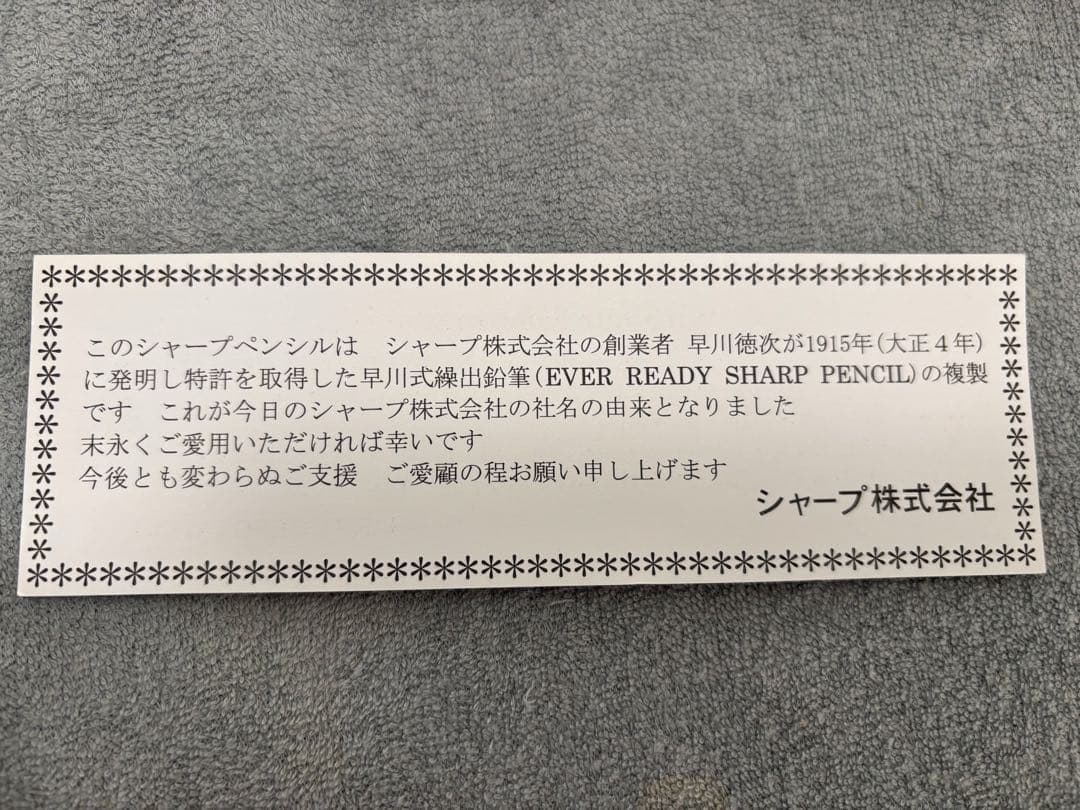 このシャープペンシルは　シャープ株式会社の創業者 早川徳次が1915年(大正４年)
に発明し特許を取得した早川式繰出鉛筆(EVER READY SHARP PENCIL)の複製
です　これが今日のシャープ株式会社の社名の由来となりました
末永くご愛用いただければ幸いです
今後とも変わらぬご支援　ご愛顧の程お願い申し上げます
シャープ株式会社